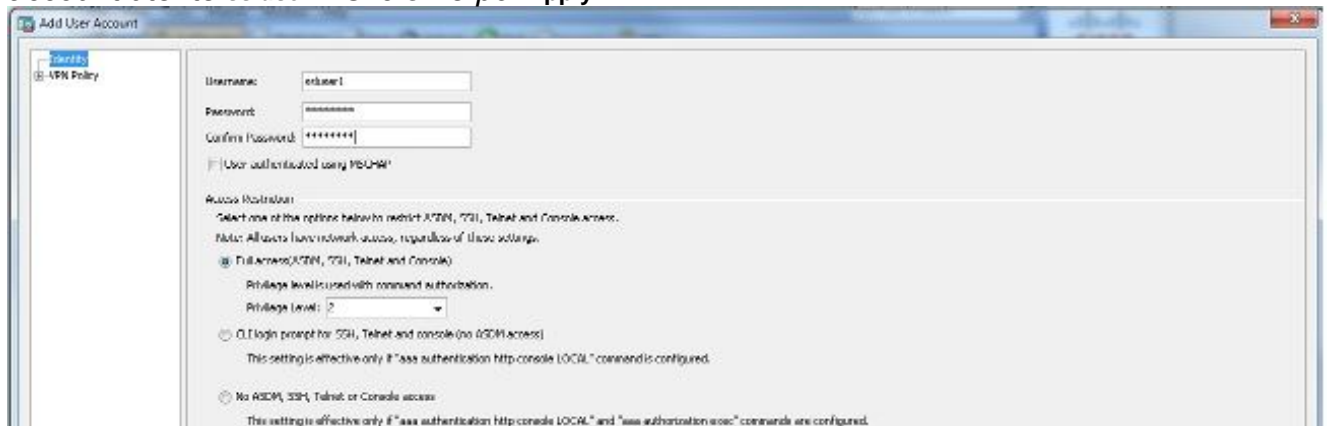 Apply
Add User Account
Identity
VPN Policy
Username:
Password: ********
Confirm Password: ********
User authenticated using MSCHAP
Access Restriction
Select one of the options below to restrict ASDM, SSH, Telnet and Console access.
Note: All users have network access, regardless of these settings.
Full access(ASDM, SSH, Telnet and Console)
Privilege level is used with command authorization.
Privilege Level: 2
CLI login prompt for SSH, Telnet and console (no ASDM access)
This setting is effective only if "aaa authentication http console LOCAL" command is configured.
No ASDM, SSH, Telnet or Console access
This setting is effective only if "aaa authentication http console LOCAL" and "aaa authorization exec" commands are configured.